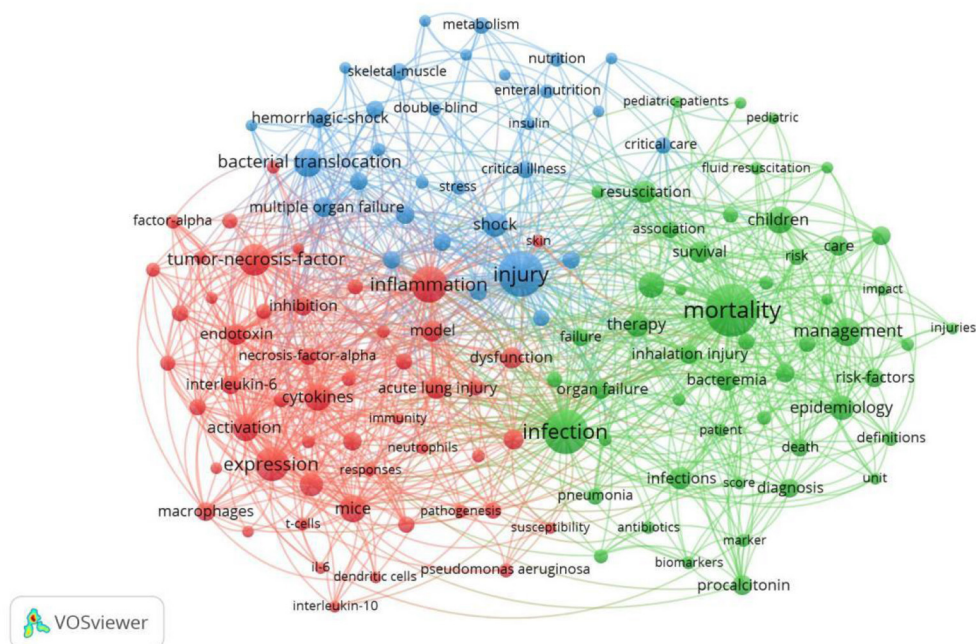 metabolism
nutrition
skeletal-muscle
enteral nutrition
pediatric-patients
double-blind
hemorrhagic-shock
pediatric
insulin
critical care
bacterial translocation
critical illness
fluid resuscitation
stress
resuscitation
multiple organ failure
factor-alpha
children
shock
association
skin
survival
care
risk
tumor-necrosis-factor
injury
inflammation
impact
inhibition
mortality
endotoxin
model
therapy
management
injuries
failure
necrosis-factor-alpha
dysfunction
inhalation injury
interleukin-6
acute lung injury
organ failure
bacteremia
risk-factors
cytokines
epidemiology
immunity
activation
infection
patient
definitions
neutrophils
death
expression
responses
infections
unit
score
diagnosis
pneumonia
macrophages
mice
pathogenesis
t-cells
susceptibility
antibiotics
marker
biomarkers
il-6
pseudomonas aeruginosa
dendritic cells
procalcitonin
interleukin-10
VOSviewer